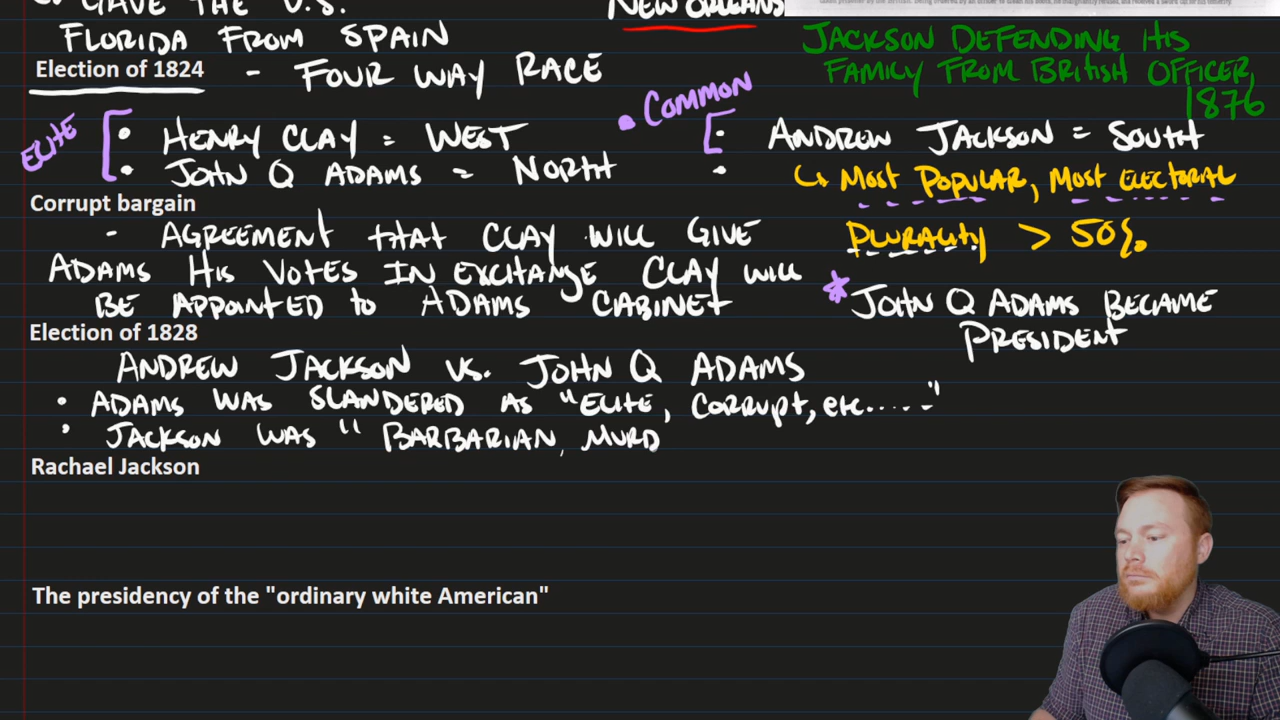 GAVE THE U.S.
FLORIDA FROM SPAIN
NEW ORLEANS
JACKSON DEFENDING HIS
FAMILY FROM BRITISH OFFICER,
1876
Election of 1824 - FOUR WAY RACE
ELITE
• HENRY CLAY = WEST
• JOHN Q ADAMS = NORTH
• COMMON
• ANDREW JACKSON = SOUTH
•
↳ MOST POPULAR, MOST ELECTORAL
PLURALITY > 50%
Corrupt bargain
- AGREEMENT THAT CLAY WILL GIVE
ADAMS HIS VOTES IN EXCHANGE CLAY WILL
BE APPOINTED TO ADAMS CABINET
* JOHN Q ADAMS BECAME
PRESIDENT
Election of 1828
ANDREW JACKSON VS. JOHN Q ADAMS
• ADAMS WAS SLANDERED AS "ELITE, CORRUPT, etc....."
• JACKSON WAS " BARBARIAN, MURD
Rachael Jackson
The presidency of the "ordinary white American"